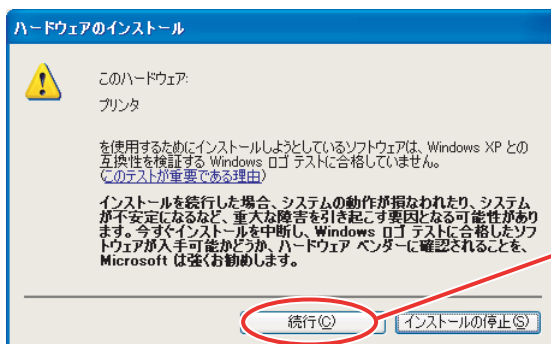 ハードウェアのインストール
このハードウェア:
プリンタ
を使用するためにインストールしようとしているソフトウェアは、Windows XP との
互換性を検証する Windows ロゴ テストに合格していません。
(このテストが重要である理由)
インストールを続行した場合、システムの動作が損なわれたり、システム
が不安定になるなど、重大な障害を引き起こす要因となる可能性があり
ます。今すぐインストールを中断し、Windows ロゴ テストに合格したソフ
トウェアが入手可能かどうか、ハードウェア ベンダーに確認されることを、
Microsoft は強くお勧めします。
続行(C)
インストールの停止(S)